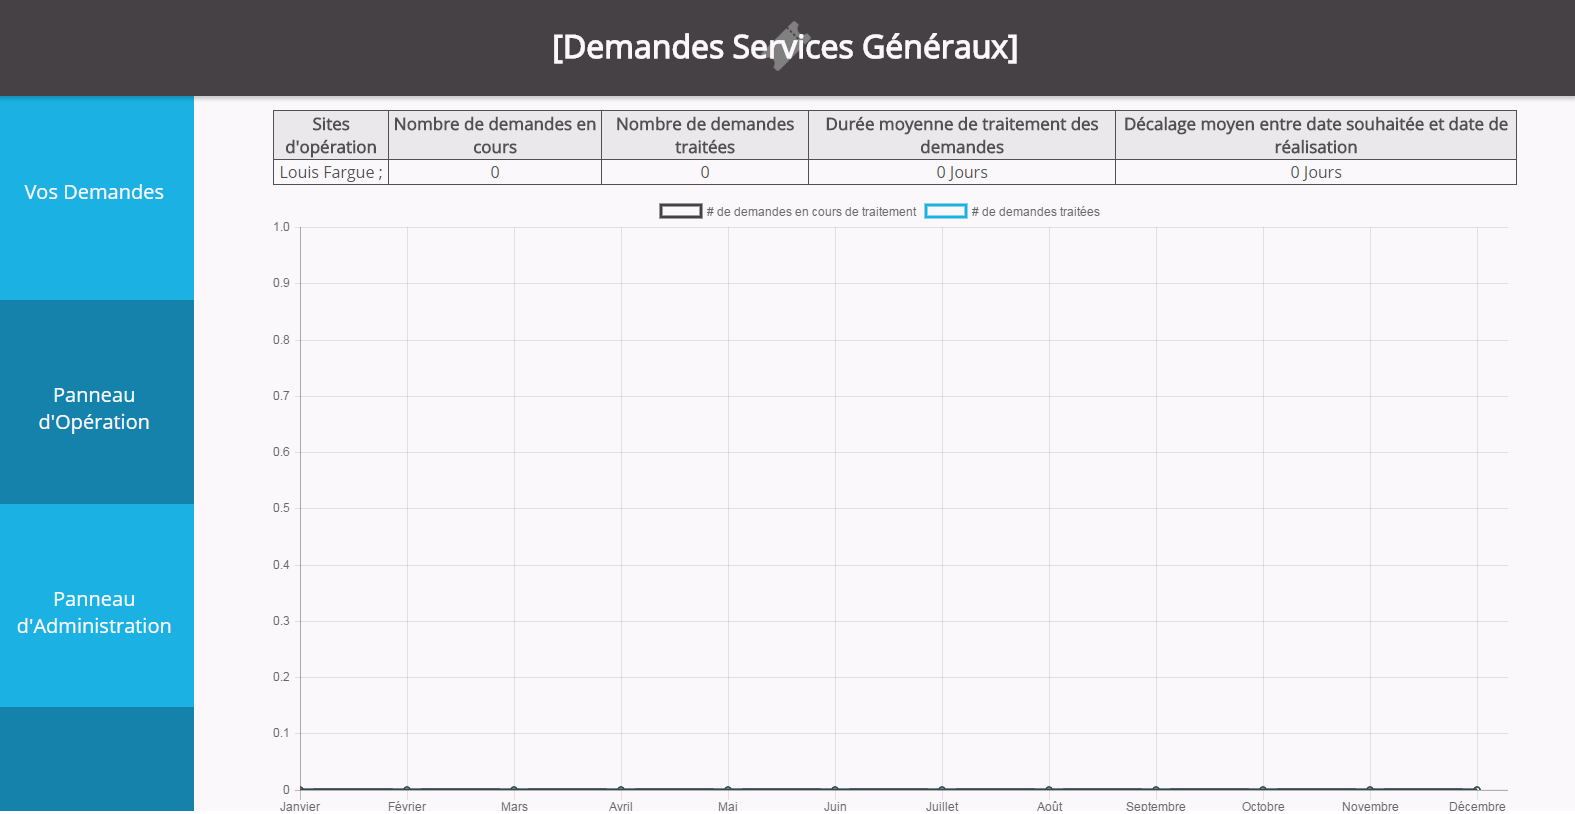 [Demandes Services Généraux]
Vos Demandes
Panneau
d'Opération
Panneau
d'Administration
Sites
d'opération
Nombre de demandes en
cours
Nombre de demandes
traitées
Durée moyenne de traitement des
demandes
Décalage moyen entre date souhaitée et date de
réalisation
Louis Fargue ; 0 0 0 Jours 0 Jours
# de demandes en cours de traitement # de demandes traitées
1.0
0.9
0.8
0.7
0.6
0.5
0.4
0.3
0.2
0.1
0
Janvier Février Mars Avril Mai Juin Juillet Août Septembre Octobre Novembre Décembre